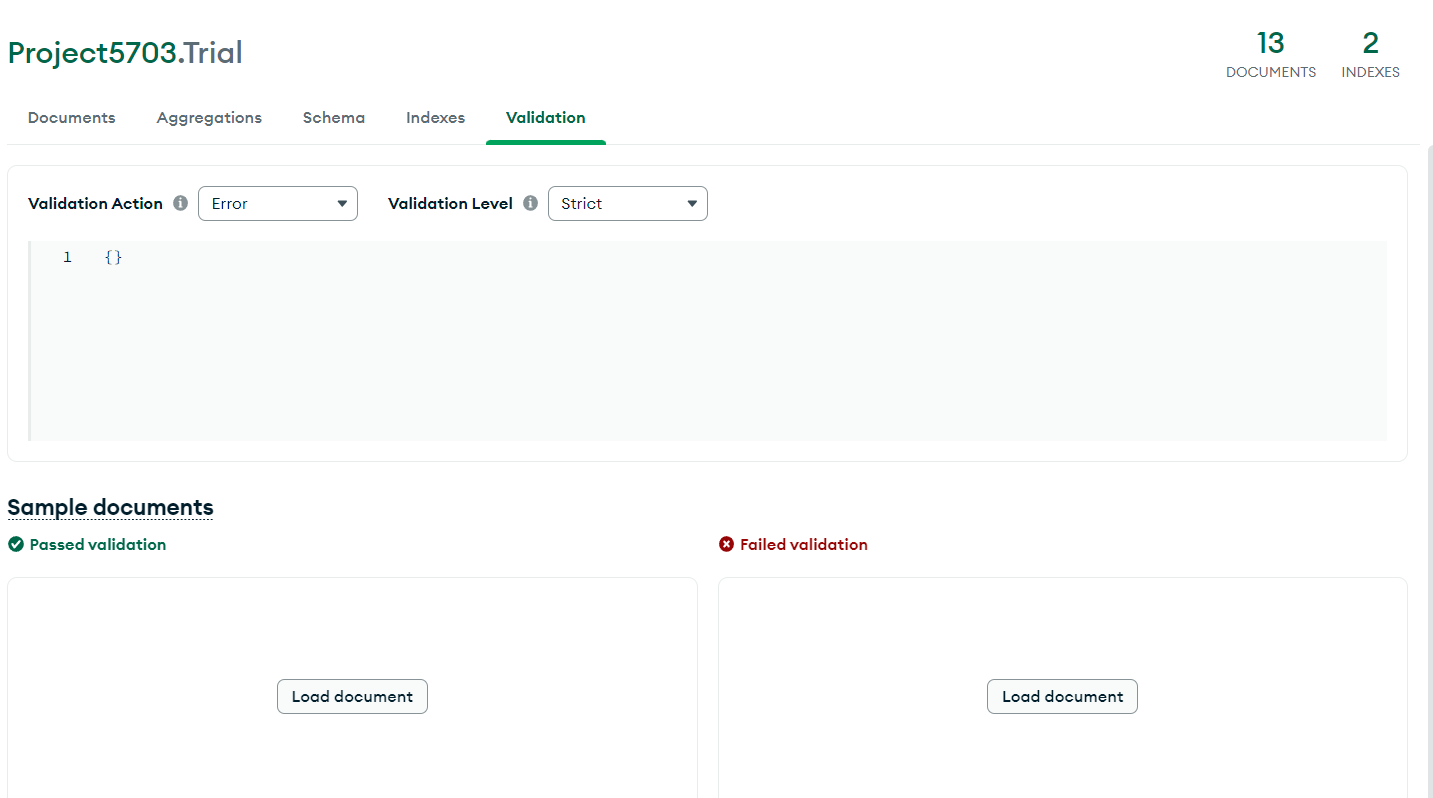 Project5703.Trial
13 2
DOCUMENTS INDEXES
Documents Aggregations Schema Indexes Validation
Validation Action Error Validation Level Strict
1 {}
Sample documents
Passed validation Failed validation
Load document Load document